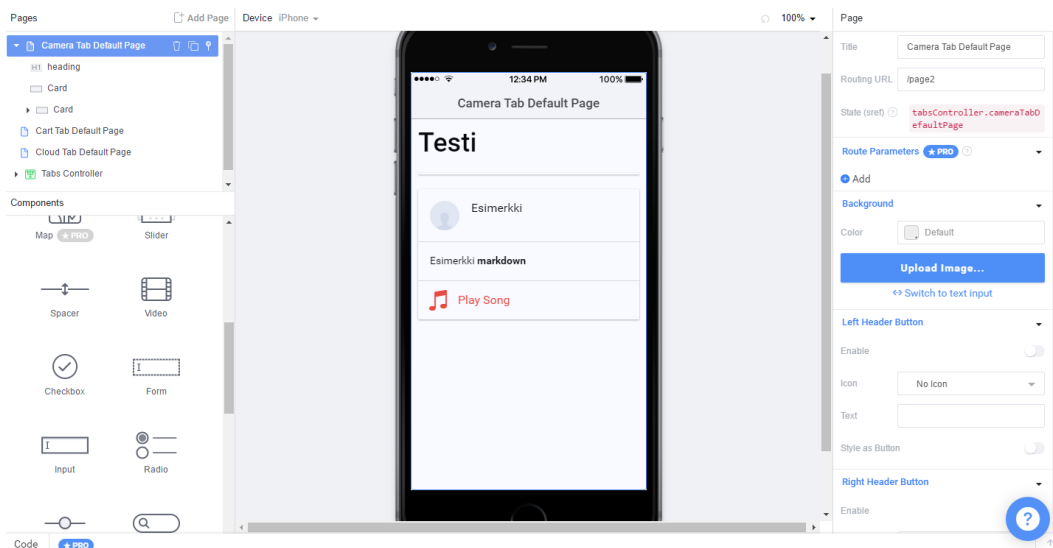 Pages
Add Page
Device iPhone
100%
Page
Camera Tab Default Page
H1 heading
Card
Card
Cart Tab Default Page
Cloud Tab Default Page
Tabs Controller
Components
Map PRO
Slider
Spacer
Video
Checkbox
Form
Input
Radio
Code PRO
12:34 PM
100%
Camera Tab Default Page
Testi
Esimerkki
Esimerkki markdown
Play Song
Title Camera Tab Default Page
Routing URL /page2
State (sref) ? tabsController.cameraTabD
efaultPage
Route Parameters PRO ?
Add
Background
Color Default
Upload Image...
Switch to text input
Left Header Button
Enable
Icon No Icon
Text
Style as Button
Right Header Button
Enable
?